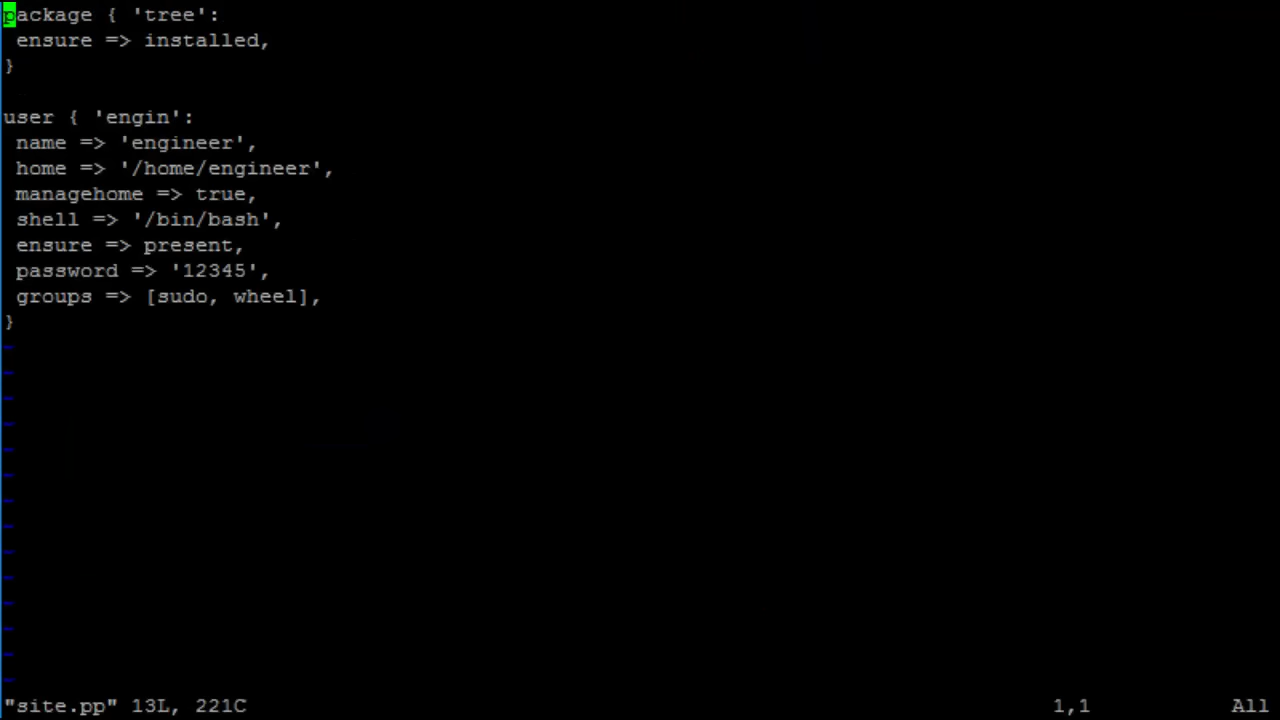 package { 'tree':
 ensure => installed,
}

user { 'engin':
 name => 'engineer',
 home => '/home/engineer',
 managehome => true,
 shell => '/bin/bash',
 ensure => present,
 password => '12345',
 groups => [sudo, wheel],
}
~
~
~
~
~
~
~
~
~
~
~
~
~
~
"site.pp" 13L, 221C 1,1 All